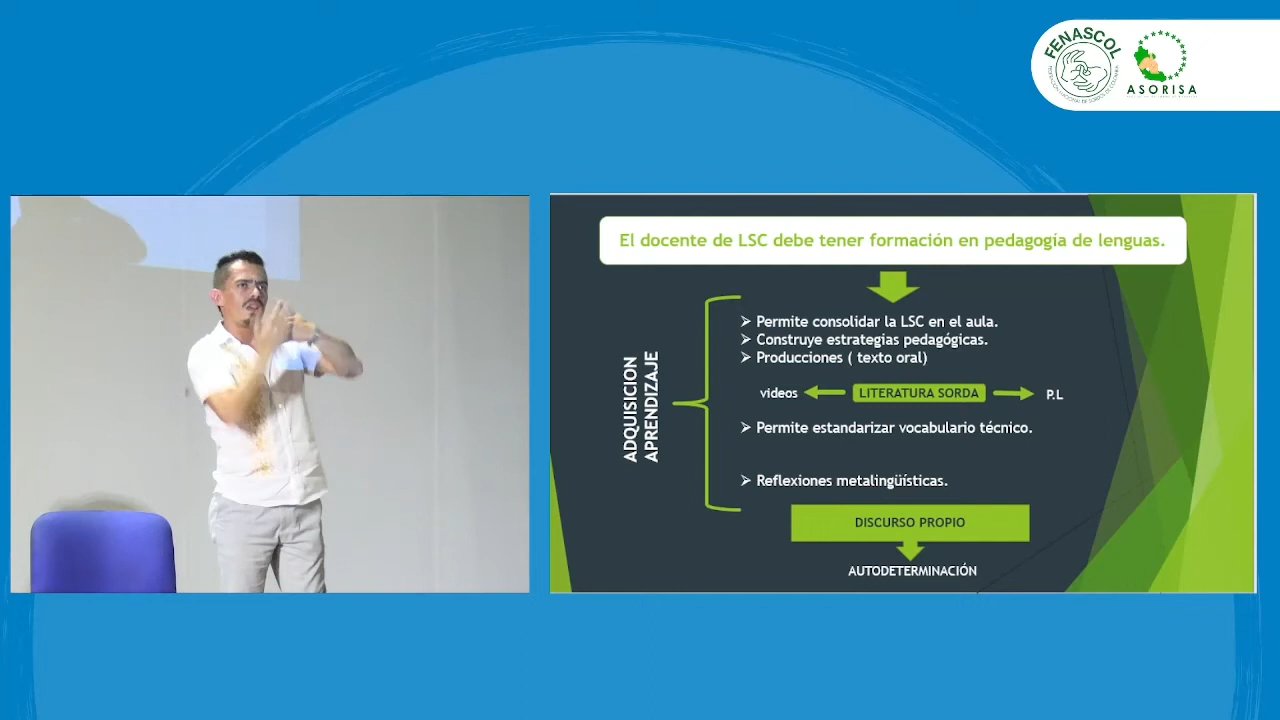 FENASCOL
ASORISA
El docente de LSC debe tener formación en pedagogía de lenguas.
ADQUISICION
APRENDIZAJE
➢ Permite consolidar la LSC en el aula.
➢ Construye estrategias pedagógicas.
➢ Producciones ( texto oral)
videos LITERATURA SORDA P.L
➢ Permite estandarizar vocabulario técnico.
➢ Reflexiones metalingüísticas.
DISCURSO PROPIO
AUTODETERMINACIÓN